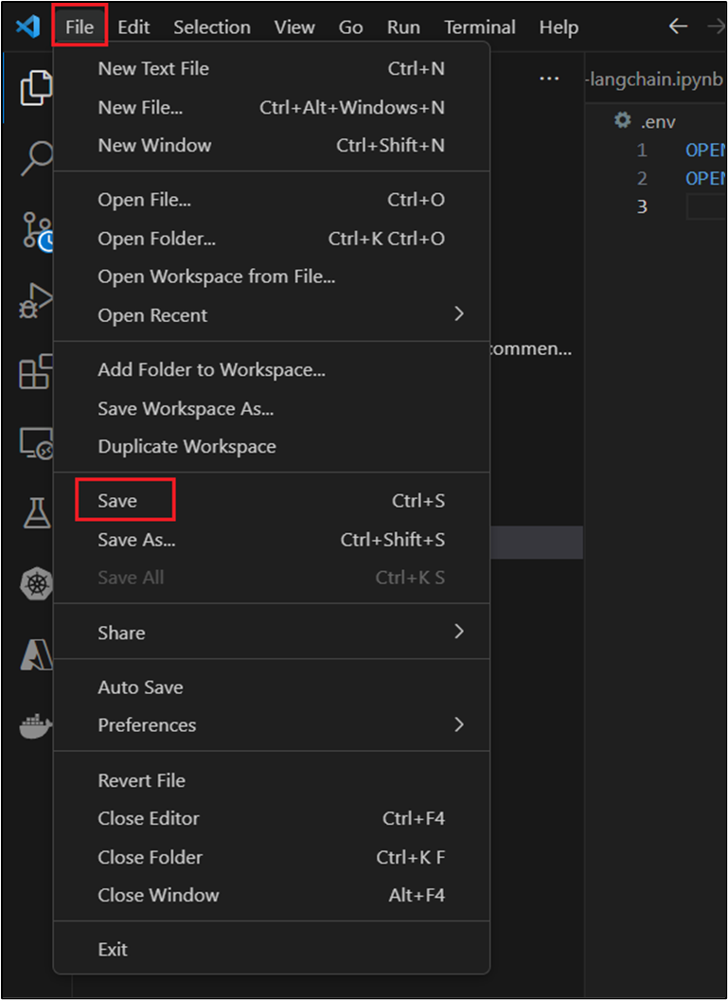 File Edit Selection View Go Run Terminal Help
New Text File Ctrl+N
New File... Ctrl+Alt+Windows+N
New Window Ctrl+Shift+N
Open File... Ctrl+O
Open Folder... Ctrl+K Ctrl+O
Open Workspace from File...
Open Recent
Add Folder to Workspace...
Save Workspace As...
Duplicate Workspace
Save Ctrl+S
Save As... Ctrl+Shift+S
Save All Ctrl+K S
Share
Auto Save
Preferences
Revert File
Close Editor Ctrl+F4
Close Folder Ctrl+K F
Close Window Alt+F4
Exit
...
-langchain.ipynb
.env
1 OPEN
2 OPEN
3
commen...